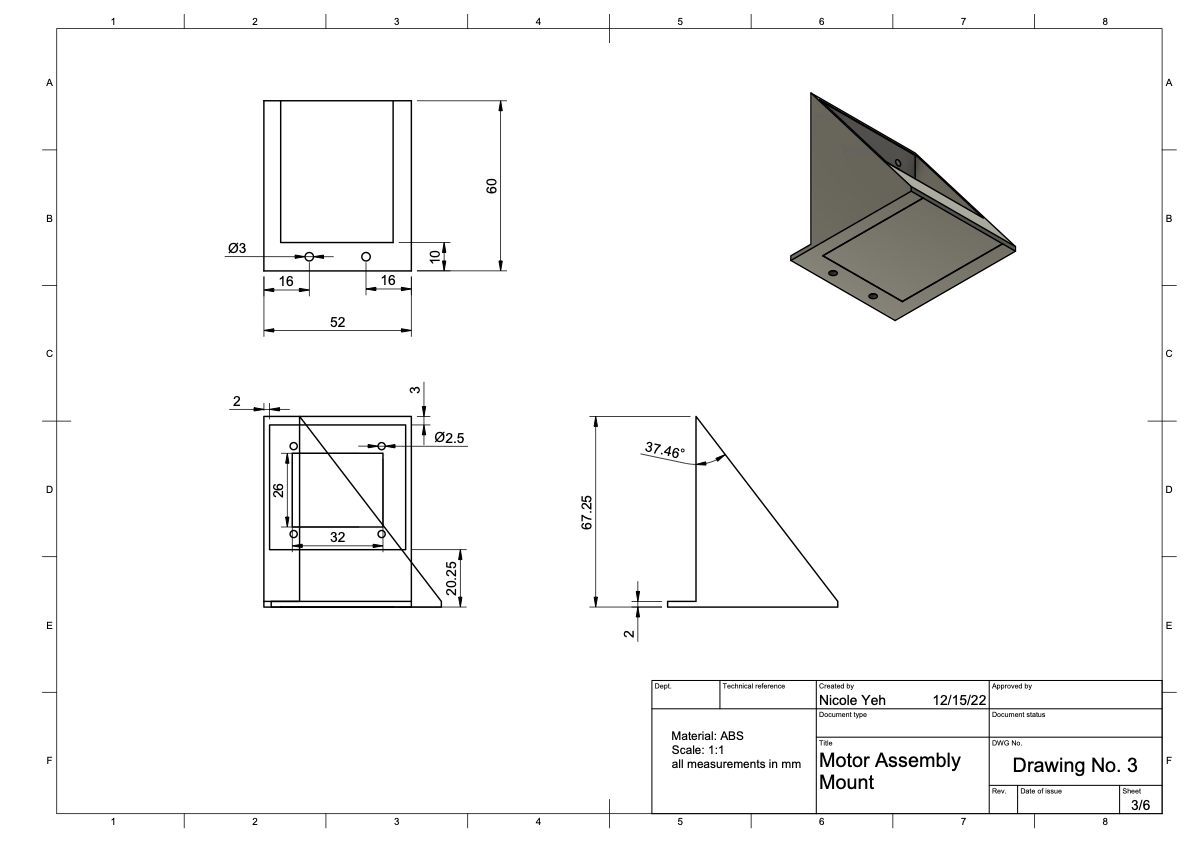 1 2 3 4 5 6 7 8
A A
B B
C C
D D
E E
F F
60
Ø3
10
16 16
52
3
2
Ø2.5
26
32
20.25
37.46°
67.25
2
Dept.
Technical reference
Created by
Nicole Yeh 12/15/22
Approved by
Document type
Document status
Material: ABS
Scale: 1:1
all measurements in mm
Title
Motor Assembly
Mount
DWG No.
Drawing No. 3
Rev.
Date of issue
Sheet
3/6
1 2 3 4 5 6 7 8